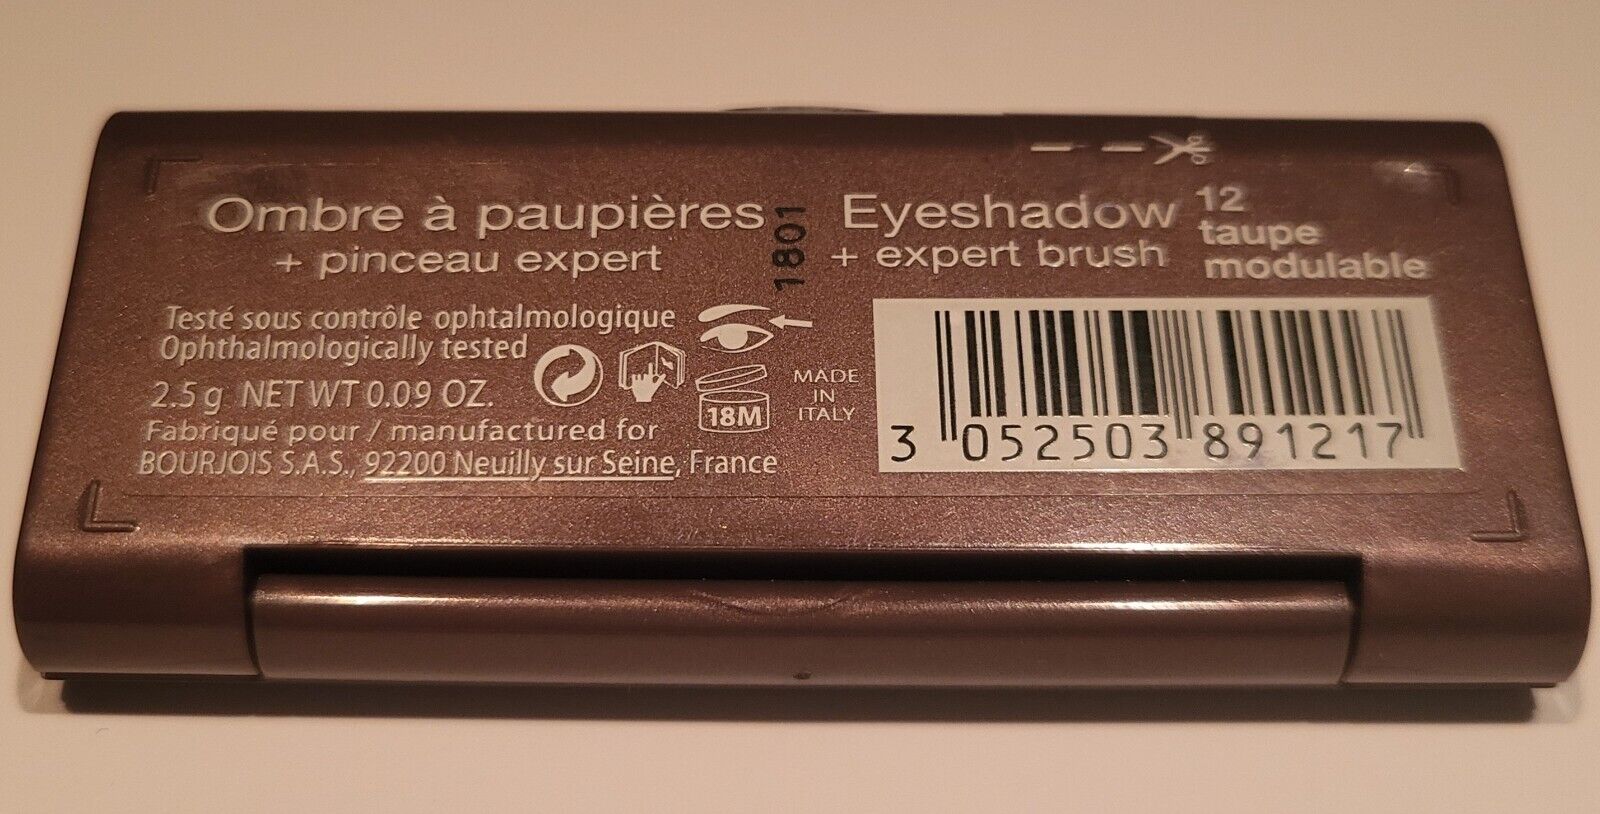 Ombre à paupières
+ pinceau expert
1801
Eyeshadow
+ expert brush
12
taupe
modulable
Testé sous contrôle ophtalmologique
Ophthalmologically tested
2.5 g NET WT 0.09 OZ.
18M
MADE
IN
ITALY
Fabriqué pour / manufactured for
BOURJOIS S.A.S., 92200 Neuilly sur Seine, France
3 052503 891217